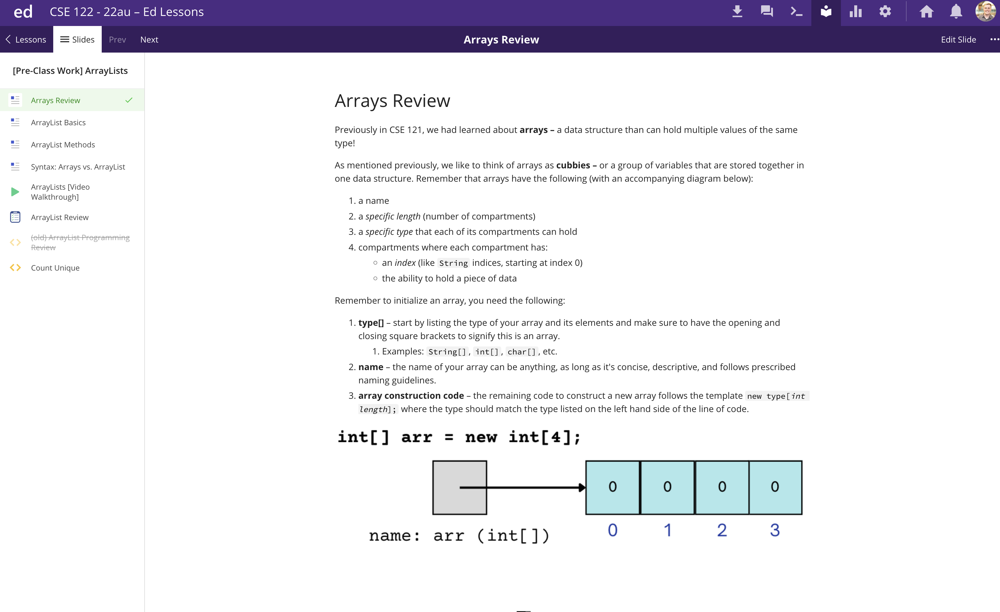 ed
CSE 122 - 22au – Ed Lessons
Lessons
Slides
Prev
Next
Arrays Review
Edit Slide
[Pre-Class Work] ArrayLists
Arrays Review
ArrayList Basics
ArrayList Methods
Syntax: Arrays vs. ArrayList
ArrayLists [Video
Walkthrough]
ArrayList Review
(old) ArrayList Programming
Review
Count Unique
Arrays Review
Previously in CSE 121, we had learned about arrays – a data structure than can hold multiple values of the same
type!
As mentioned previously, we like to think of arrays as cubbies – or a group of variables that are stored together in
one data structure. Remember that arrays have the following (with an accompanying diagram below):
1. a name
2. a specific length (number of compartments)
3. a specific type that each of its compartments can hold
4. compartments where each compartment has:
an index (like String indices, starting at index 0)
the ability to hold a piece of data
Remember to initialize an array, you need the following:
1. type[] – start by listing the type of your array and its elements and make sure to have the opening and
closing square brackets to signify this is an array.
1. Examples: String[], int[], char[], etc.
2. name – the name of your array can be anything, as long as it's concise, descriptive, and follows prescribed
naming guidelines.
3. array construction code – the remaining code to construct a new array follows the template new type[int
length]; where the type should match the type listed on the left hand side of the line of code.
int[] arr = new int[4];
0 0 0 0
0 1 2 3
name: arr (int[])